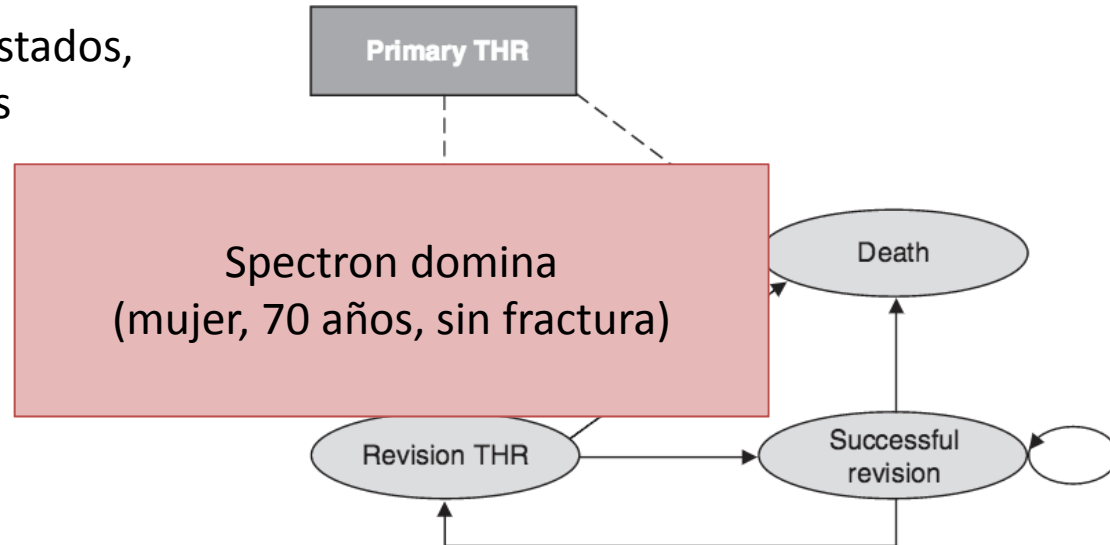 stados,
s
Primary THR
Spectron domina
(mujer, 70 años, sin fractura)
Death
Revision THR
Successful
revision